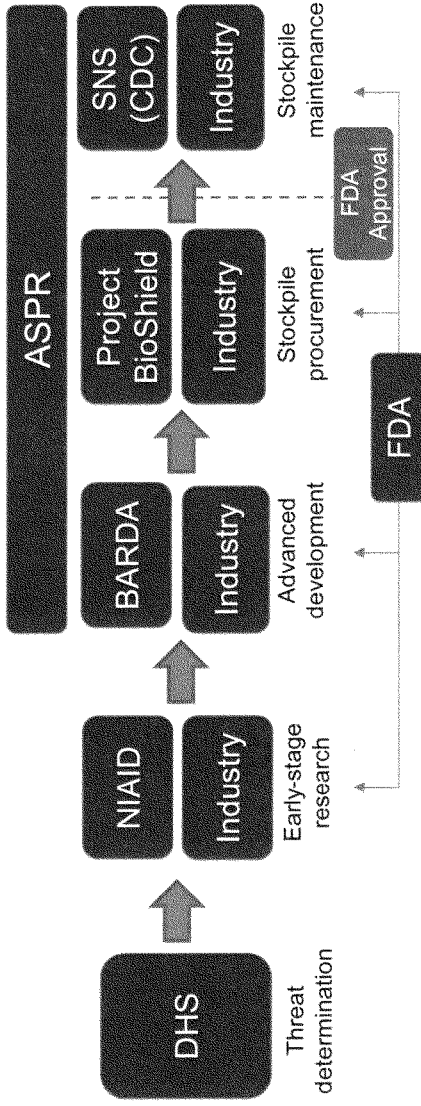 ASPR
DHS
Threat
determination
NIAID
Industry
Early-stage
research
BARDA
Industry
Advanced
development
Project
BioShield
Industry
Stockpile
procurement
SNS
(CDC)
Industry
Stockpile
maintenance
FDA
Approval
FDA